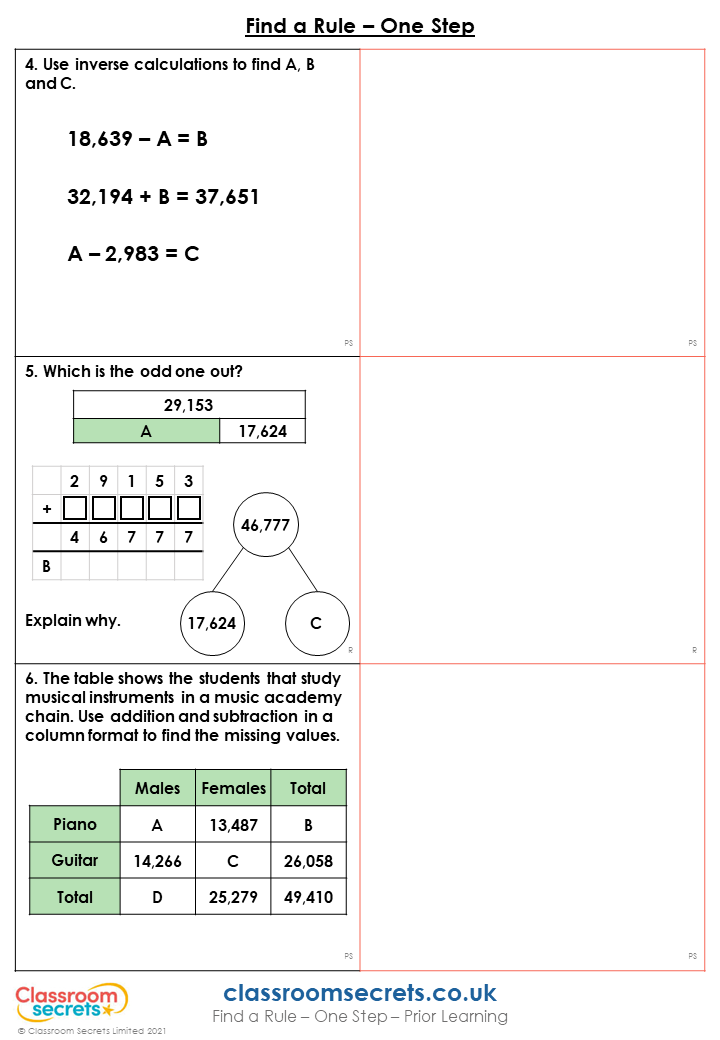 Find a Rule – One Step
4. Use inverse calculations to find A, B
and C.
18,639 – A = B
32,194 + B = 37,651
A – 2,983 = C
PS
PS
5. Which is the odd one out?
29,153
A 17,624
2 9 1 5 3
+
4 6 7 7 7
B
46,777
17,624 C
Explain why.
R
R
6. The table shows the students that study
musical instruments in a music academy
chain. Use addition and subtraction in a
column format to find the missing values.
Males Females Total
Piano A 13,487 B
Guitar 14,266 C 26,058
Total D 25,279 49,410
PS
PS
Classroom
secrets
© Classroom Secrets Limited 2021
classroomsecrets.co.uk
Find a Rule – One Step – Prior Learning